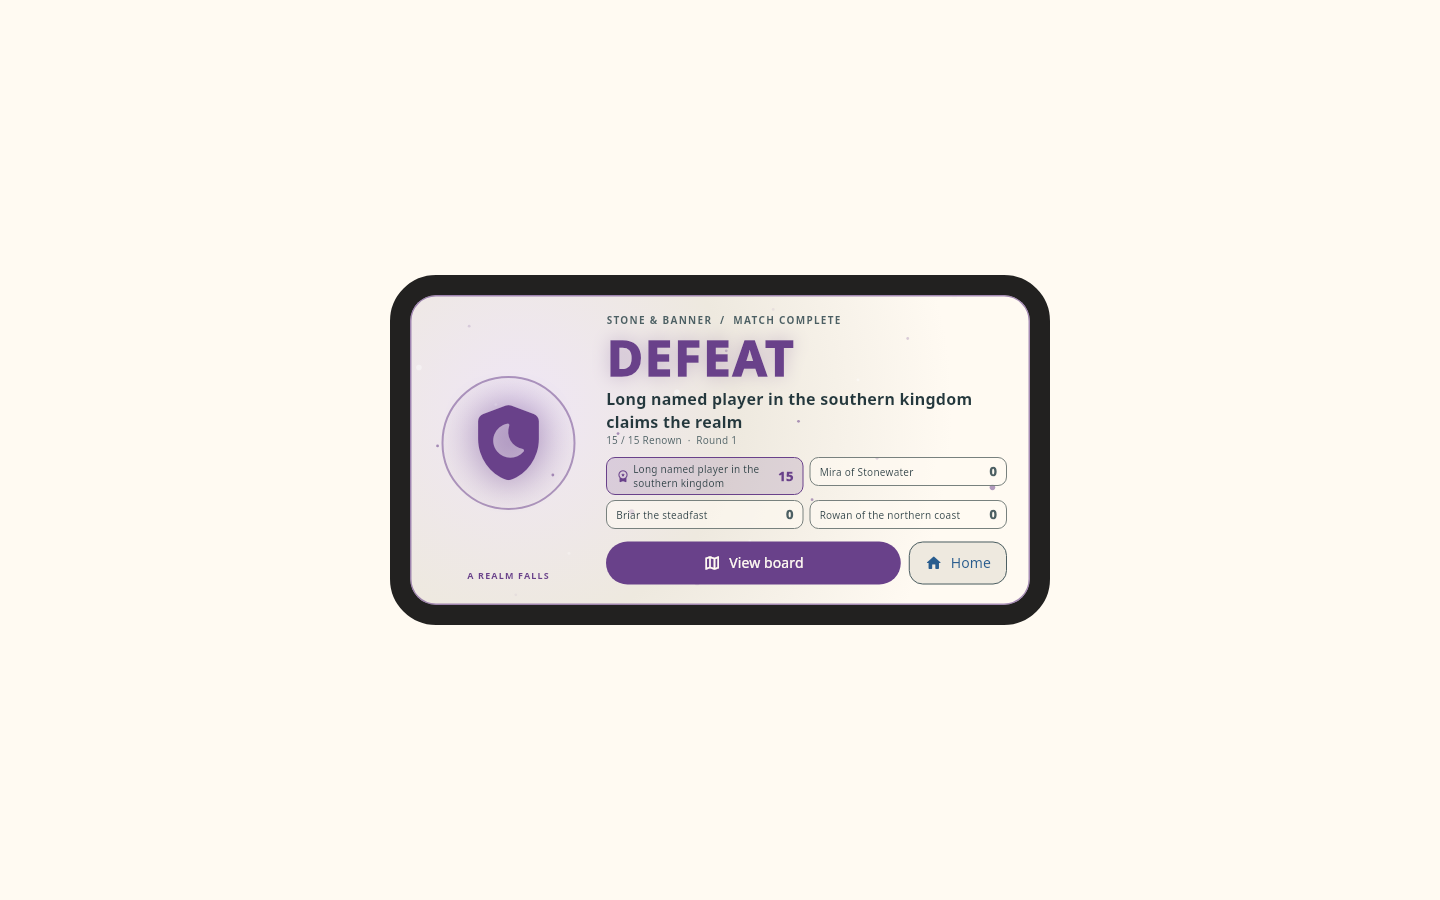 STONE & BANNER / MATCH COMPLETE
DEFEAT
Long named player in the southern kingdom
claims the realm
15 / 15 Renown · Round 1
Long named player in the
southern kingdom
15
Mira of Stonewater
0
Briar the steadfast
0
Rowan of the northern coast
0
A REALM FALLS
View board
Home